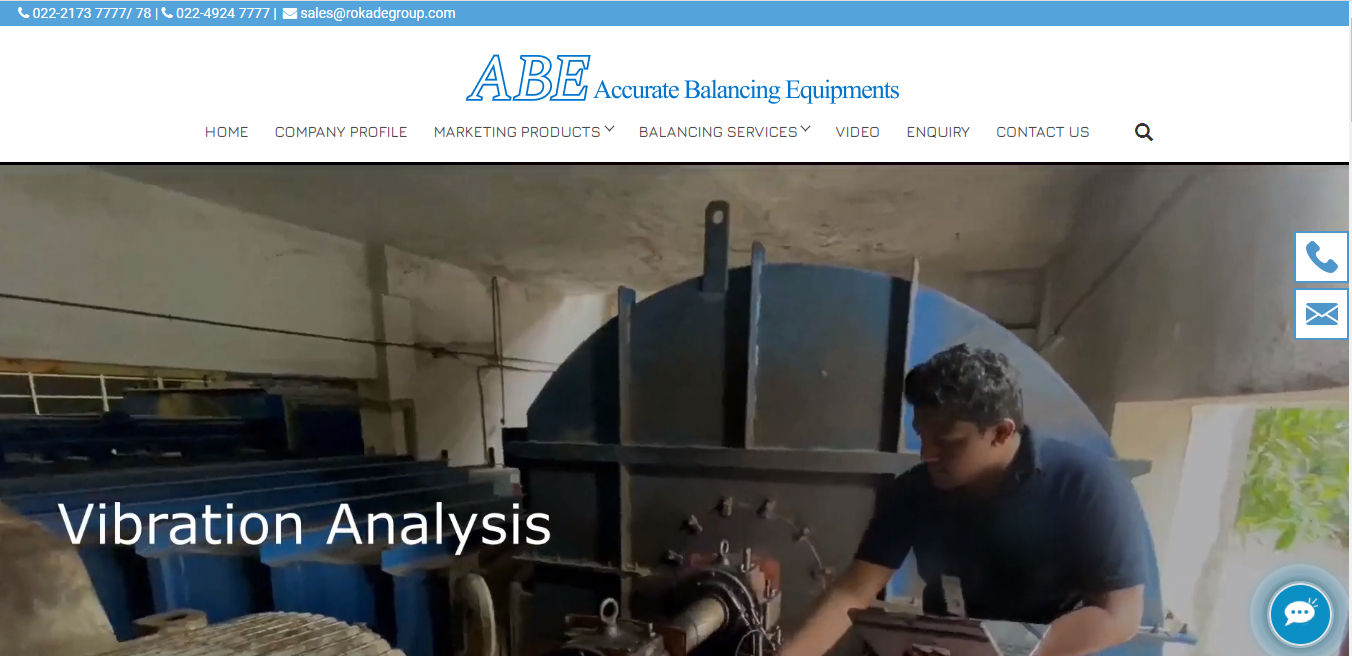 022-2173 7777/ 78 | 022-4924 7777 | sales@rokadegroup.com
ABE Accurate Balancing Equipments
HOME COMPANY PROFILE MARKETING PRODUCTS BALANCING SERVICES VIDEO ENQUIRY CONTACT US
Vibration Analysis